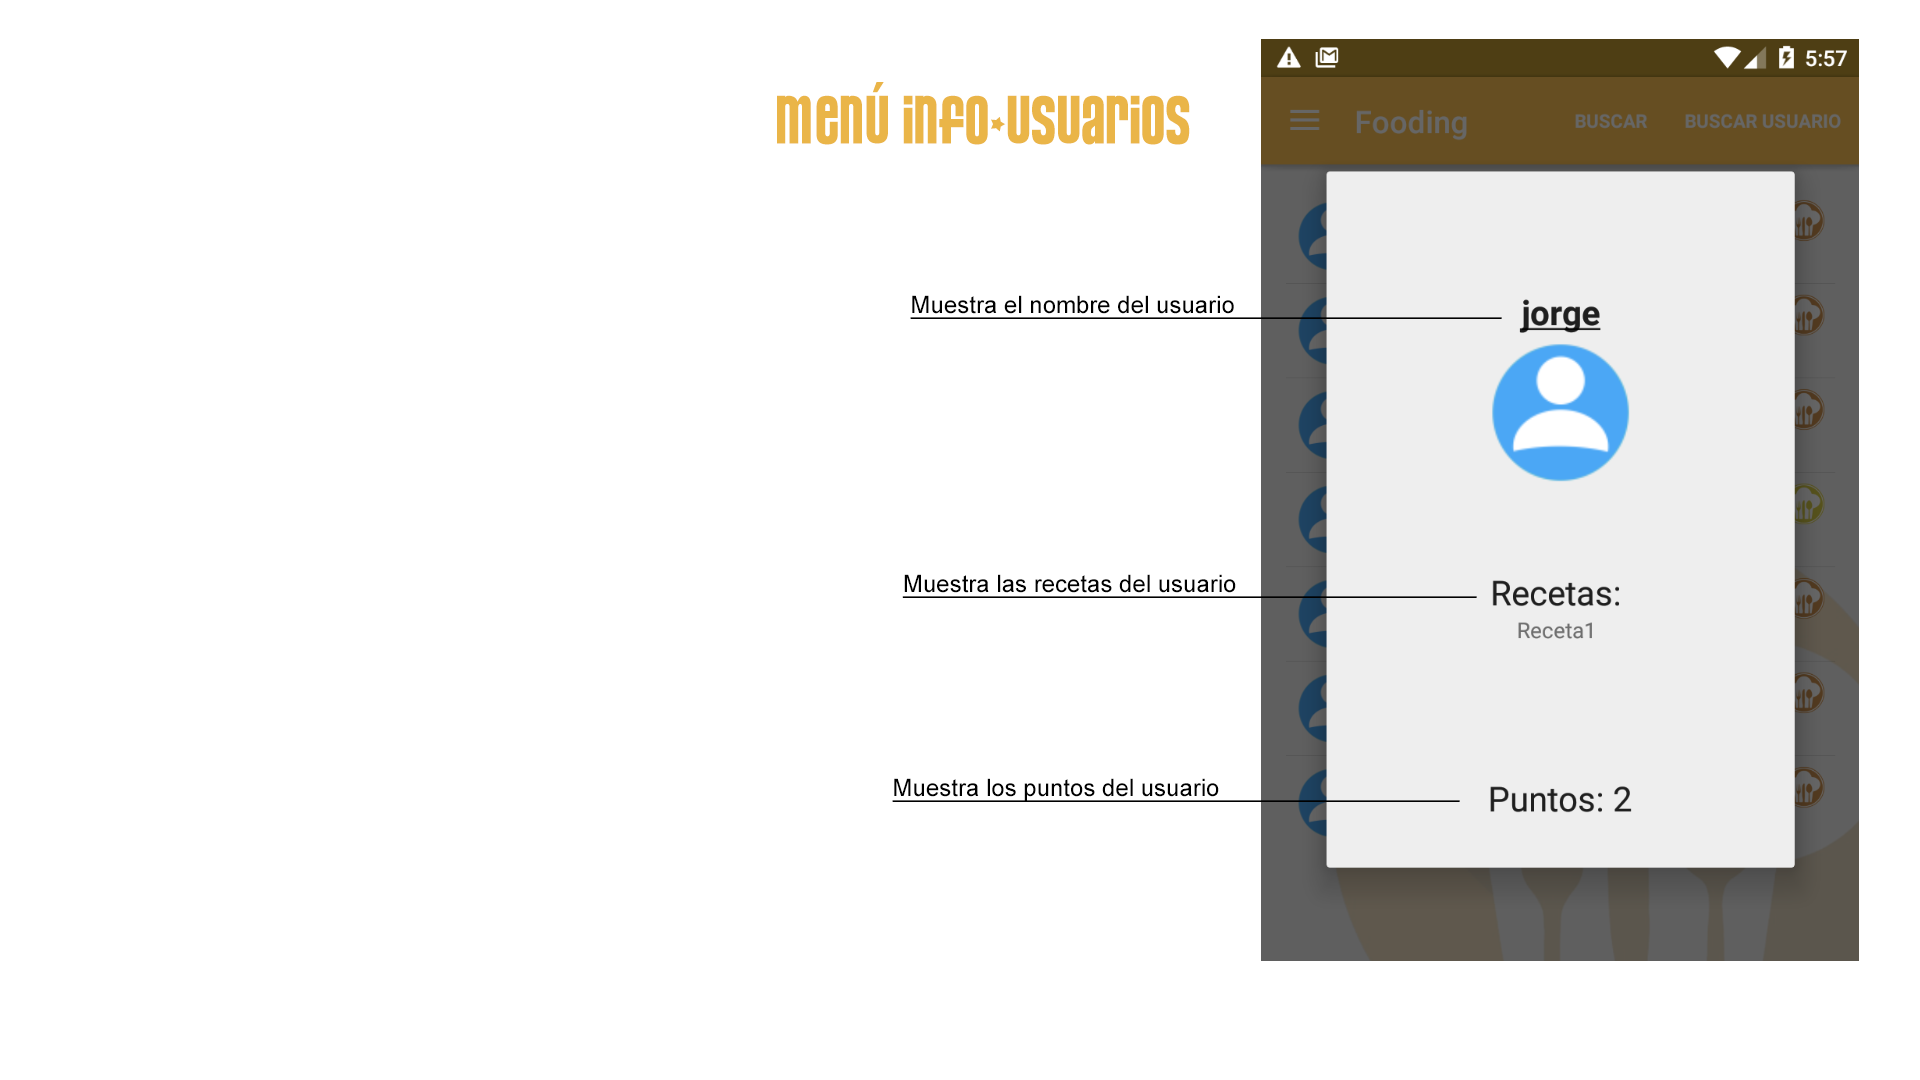 menú info★usuarios
5:57
Fooding BUSCAR BUSCAR USUARIO
Muestra el nombre del usuario
jorge
Muestra las recetas del usuario
Recetas:
Receta1
Muestra los puntos del usuario
Puntos: 2